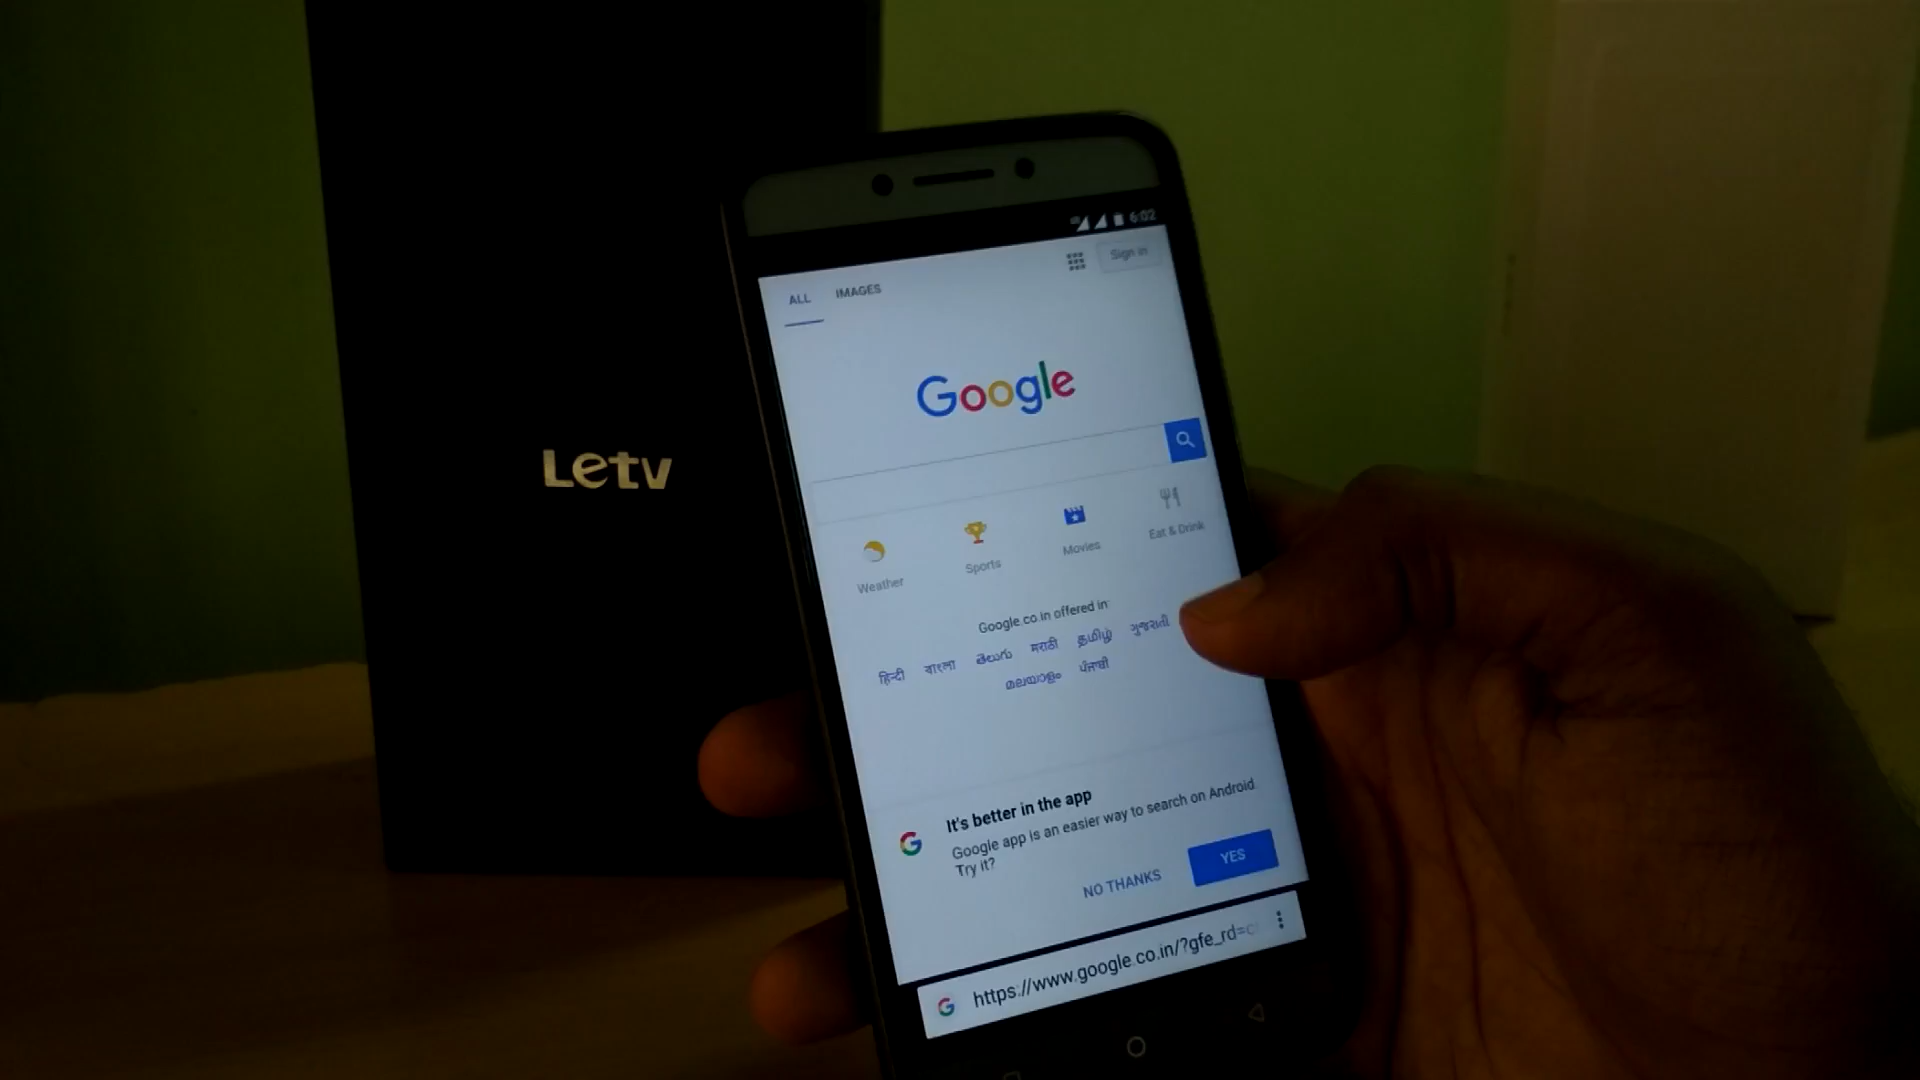 Letv
6:02
Sign in
ALL IMAGES
Google
Weather Sports Movies Eat & Drink
Google.co.in offered in
हिन्दी বাংলা తెలుగు मराठी தமிழ் ગુજરાતી
മലയാളം ਪੰਜਾਬੀ
It's better in the app
Google app is an easier way to search on Android.
Try it?
NO THANKS YES
https://www.google.co.in/?gfe_rd=c